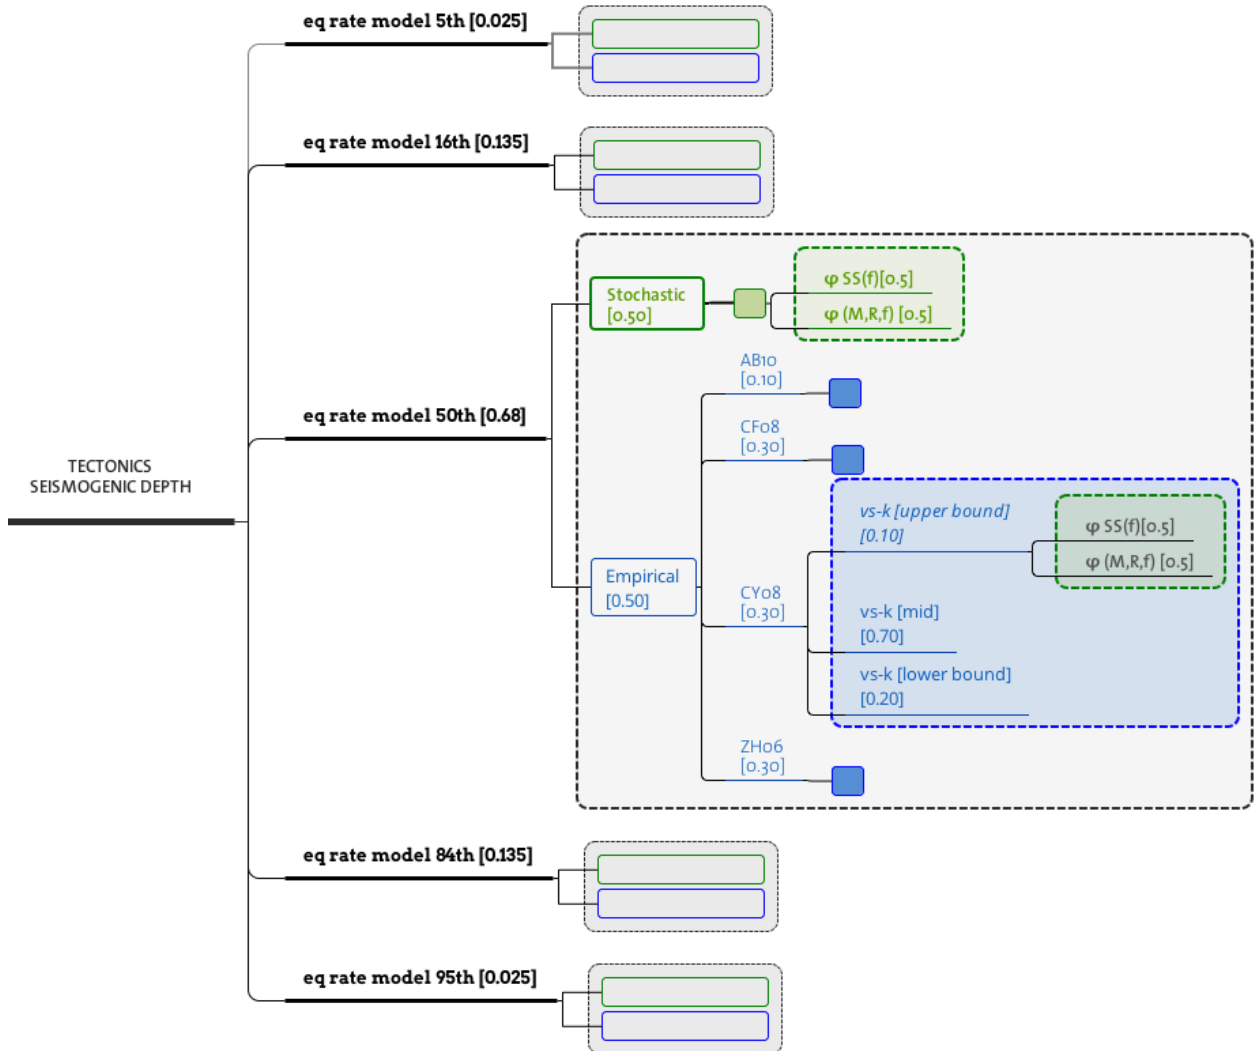 eq rate model 5th [0.025]
eq rate model 16th [0.135]
φ SS(f)[0.5]
Stochastic
[0.50]
φ (M,R,f) [0.5]
AB10
[0.10]
eq rate model 50th [0.68]
CF08
[0.30]
TECTONICS
SEISMOGENIC DEPTH
vs-k [upper bound]
[0.10]
φ SS(f)[0.5]
φ (M,R,f) [0.5]
Empirical
[0.50]
CY08
[0.30]
vs-k [mid]
[0.70]
vs-k [lower bound]
[0.20]
ZH06
[0.30]
eq rate model 84th [0.135]
eq rate model 95th [0.025]